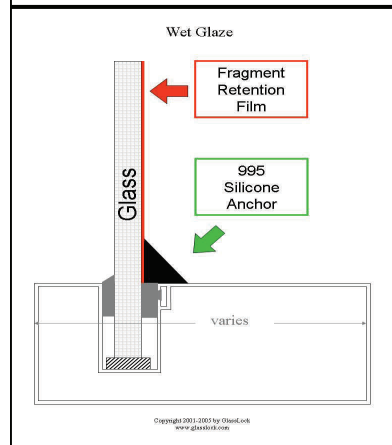 Wet Glaze
Fragment
Retention
Film
Glass
995
Silicone
Anchor
varies
Copyright 2001-2005 by GlassLock
www.glasslock.com